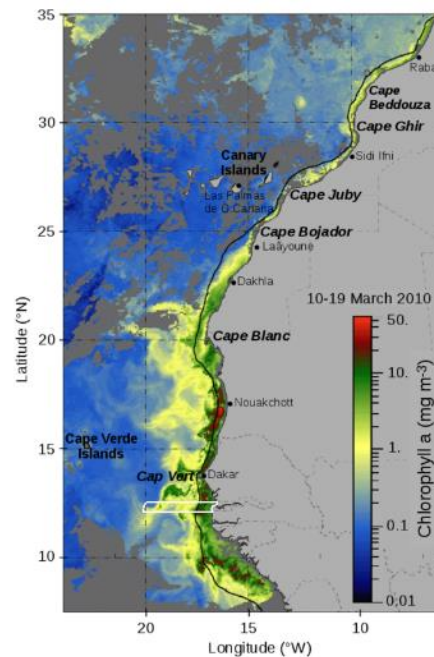 35
Rabat
Cape
Beddouza
30
Cape Ghir
Sidi Ifni
Canary
Islands
Las Palmas
de G.Canaria
Cape Juby
25
Cape Bojador
Laâyoune
10-19 March 2010
Dakhla
50.
20
Cape Blanc
10
Nouakchott
1.
15
Cape Verde
Islands
Cap Vert
Dakar
0.1
10
0.01
Latitude (°N)
Chlorophyll a (mg m-3)
20
15
10
Longitude (°W)